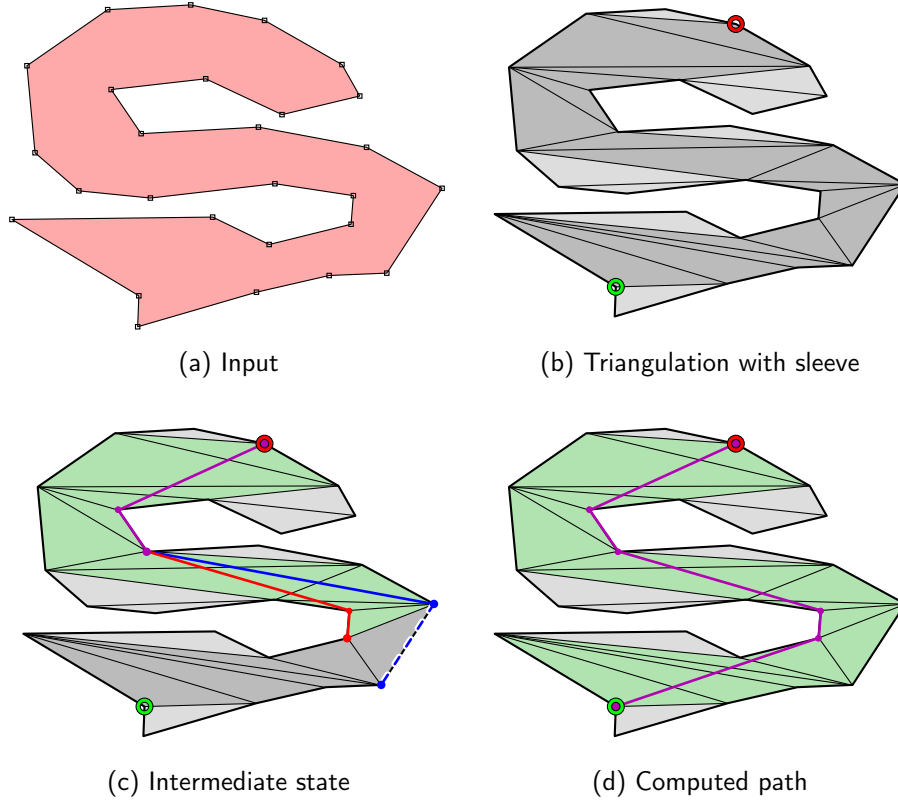 (a) Input
(b) Triangulation with sleeve
(c) Intermediate state
(d) Computed path